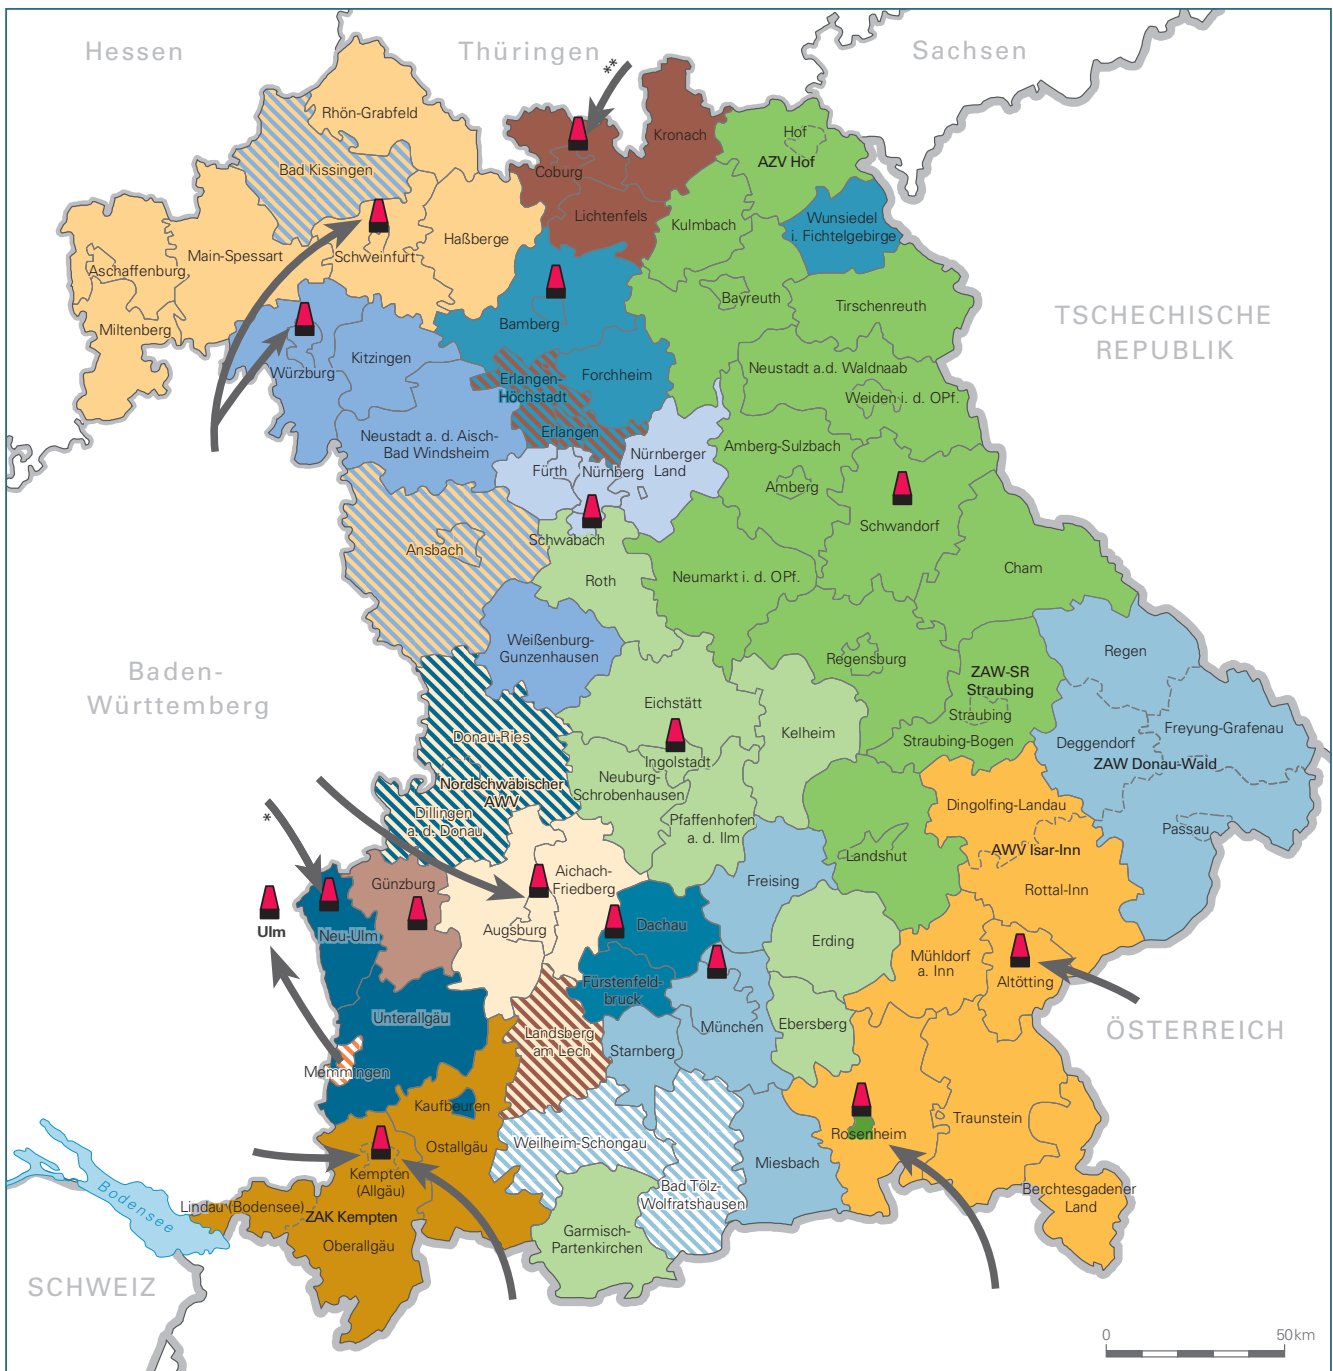 Hessen
Thüringen
Sachsen
**
Rhön-Grabfeld
Kronach
Hof
AZV Hof
Bad Kissingen
Coburg
Lichtenfels
Kulmbach
Wunsiedel
i. Fichtelgebirge
Haßberge
Main-Spessart
Schweinfurt
Aschaffenburg
Bayreuth
Tirschenreuth
TSCHECHISCHE
REPUBLIK
Miltenberg
Bamberg
Kitzingen
Würzburg
Forchheim
Erlangen-
Höchstadt
Neustadt a.d. Waldnaab
Weiden i. d. OPf.
Erlangen
Neustadt a. d. Aisch-
Bad Windsheim
Nürnberger
Land
Amberg-Sulzbach
Fürth
Nürnberg
Amberg
Schwandorf
Schwabach
Ansbach
Roth
Neumarkt i. d. OPf.
Cham
Weißenburg-
Gunzenhausen
Regensburg
Regen
Baden-
Württemberg
ZAW-SR
Straubing
Straubing
Eichstätt
Kelheim
Freyung-Grafenau
Donau-Ries
Straubing-Bogen
Deggendorf
ZAW Donau-Wald
Ingolstadt
Neuburg-
Schrobenhausen
Nordschwäbischer
AWV
Dillingen
a. d. Donau
Dingolfing-Landau
*
Pfaffenhofen
a. d. Ilm
Passau
Landshut
AWV Isar-Inn
Rottal-Inn
Günzburg
Aichach-
Friedberg
Freising
Ulm
Neu-Ulm
Augsburg
Dachau
Erding
Mühldorf
a. Inn
Altötting
Fürstenfeld-
bruck
Unterallgäu
Landsberg
am Lech
München
Ebersberg
ÖSTERREICH
Starnberg
Memmingen
Kaufbeuren
Traunstein
Rosenheim
Ostallgäu
Weilheim-Schongau
Miesbach
Kempten
(Allgäu)
Bad Tölz-
Wolfratshausen
Berchtesgadener
Land
Bodensee
Lindau (Bodensee)
ZAK Kempten
Oberallgäu
Garmisch-
Partenkirchen
SCHWEIZ
0
50 km